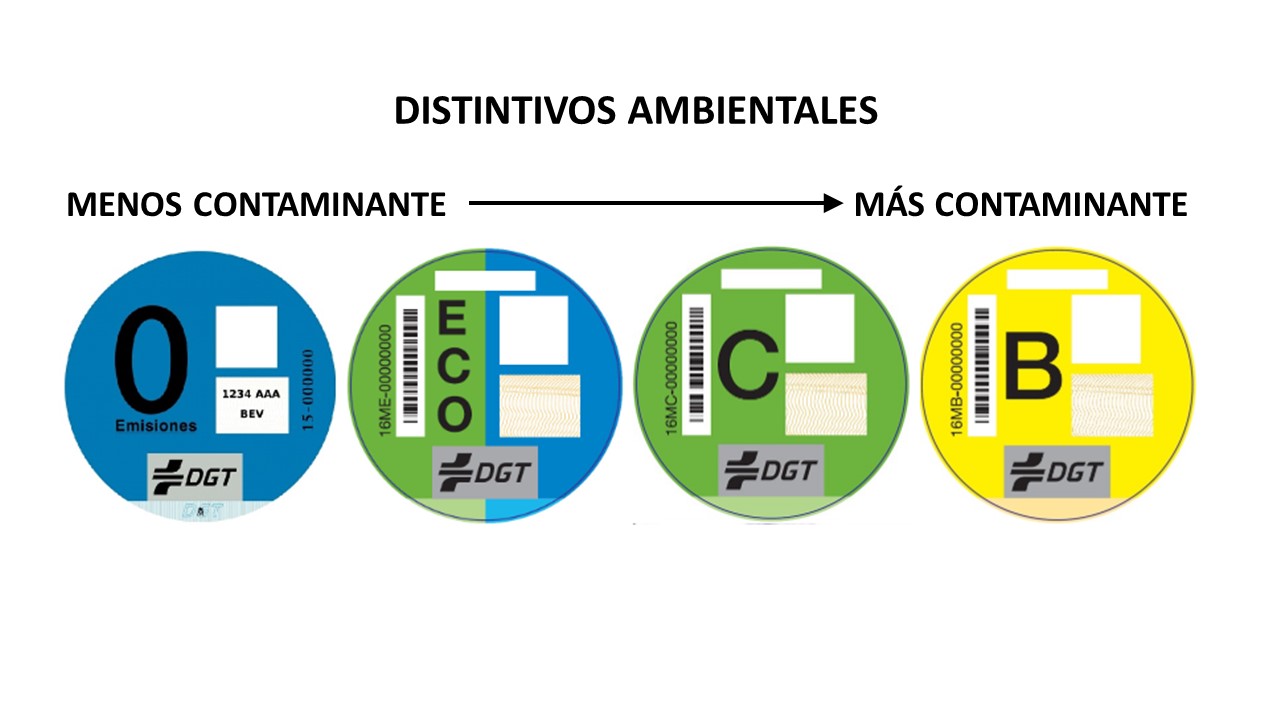 DISTINTIVOS AMBIENTALES
MENOS CONTAMINANTE
MÁS CONTAMINANTE
0
Emisiones
1234 AAA
BEV
15-000000
DGT
DGT
16ME-00000000
E
C
O
DGT
16MC-00000000
C
DGT
16MB-00000000
B
DGT